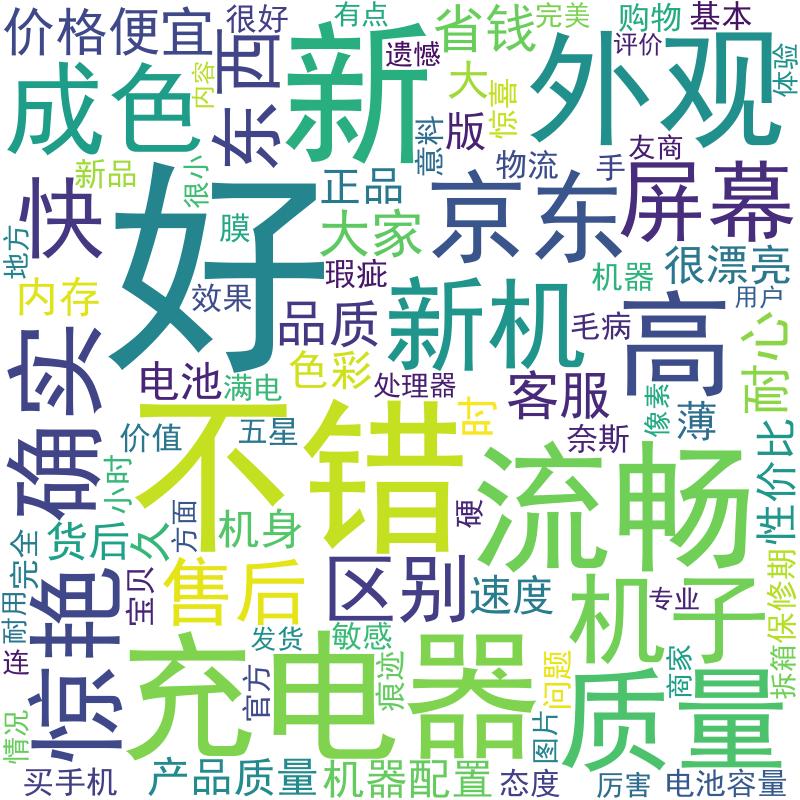 价格便宜
很好
有点
省钱
完美
购物
基本
成色
内容
东西
新
遗憾
大
惊喜
外观
评价
体验
版
意料
物流
手
友商
快
新品
很小
好
正品
京东
屏幕
地方
膜
大家
瑕疵
机器
很漂亮
内存
效果
品质
新机
毛病
高
用户
确实
电池
满电
色彩
处理器
客服
耐心
像素
薄
价值
五星
不错
时
奈斯
性价比
小时
货后
久
方面
机身
硬
流畅
完全
耐用
惊艳
宝贝
售后
区别
速度
机子
专业
保修期
拆箱
连
发货
敏感
充电器
官方
痕迹
问题
质量
商家
情况
图片
买手机
产品质量
机器配置
态度
厉害
电池容量